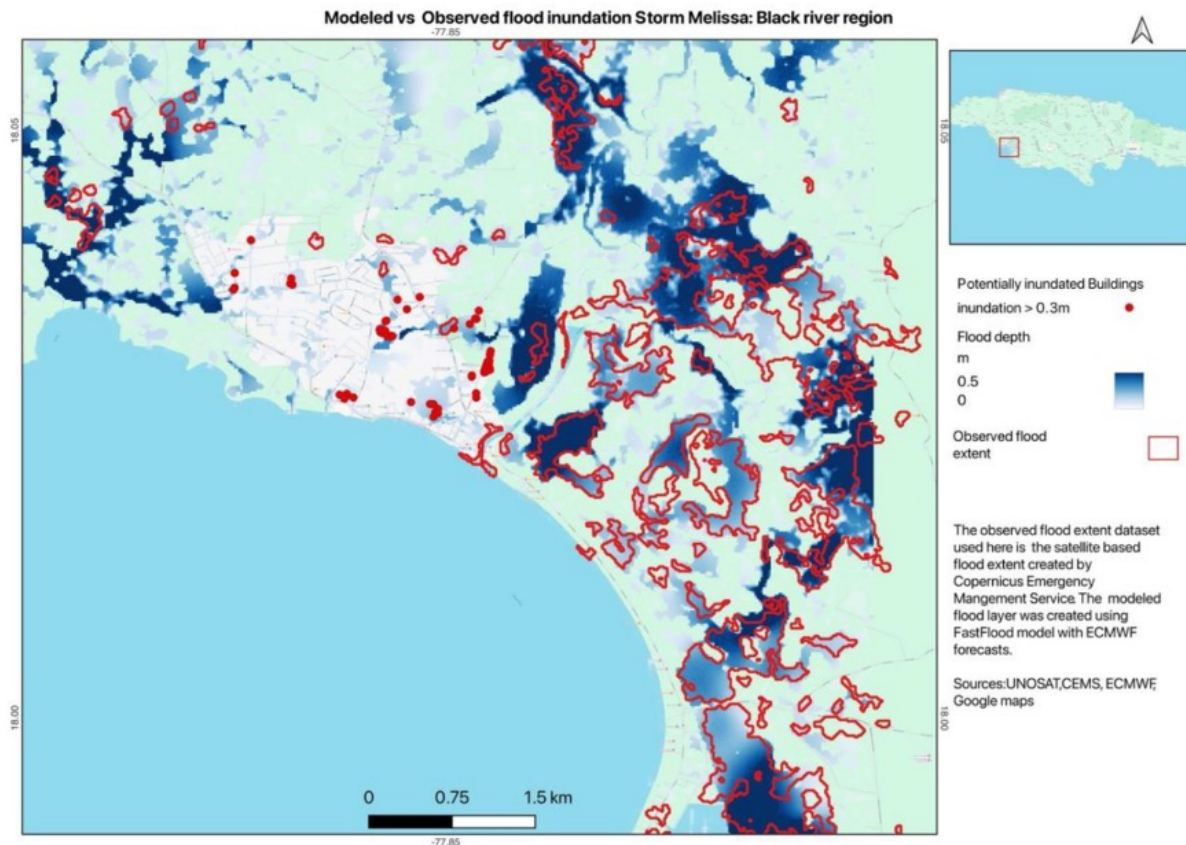 Modeled vs Observed flood inundation Storm Melissa: Black river region
-77.85
18.05
18.05
Potentially inundated Buildings
inundation > 0.3m
Flood depth
m
0.5
0
Observed flood
extent
The observed flood extent dataset
used here is the satellite based
flood extent created by
Copernicus Emergency
Mangement Service. The modeled
flood layer was created using
FastFlood model with ECMWF
forecasts.
Sources:UNOSAT,CEMS, ECMWF,
Google maps
18.00
18.00
0 0.75 1.5 km
-77.85